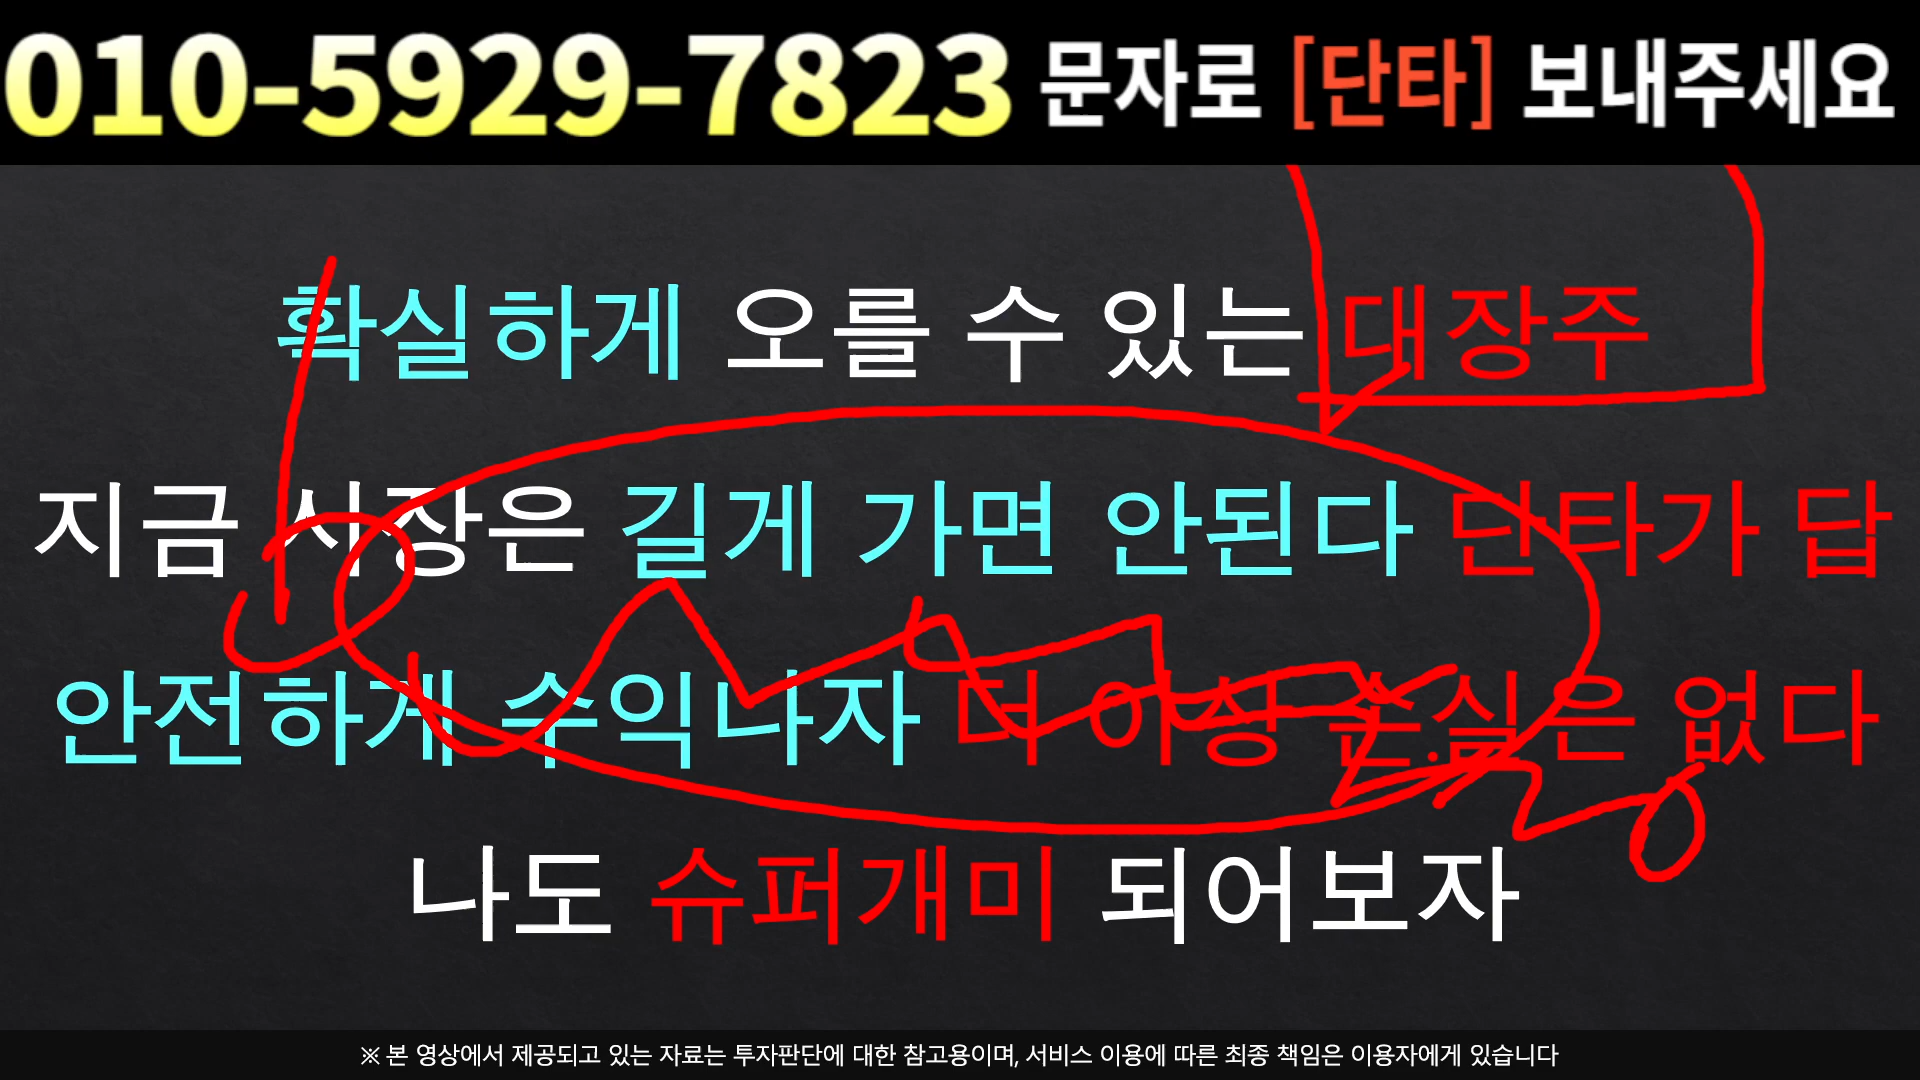 010-5929-7823 문자로 [단타] 보내주세요
확실하게 오를 수 있는 대장주
지금 시장은 길게 가면 안된다 단타가 답
안전하게 수익나자 더 이상 손실은 없다
나도 슈퍼개미 되어보자
※ 본 영상에서 제공되고 있는 자료는 투자판단에 대한 참고용이며, 서비스 이용에 따른 최종 책임은 이용자에게 있습니다